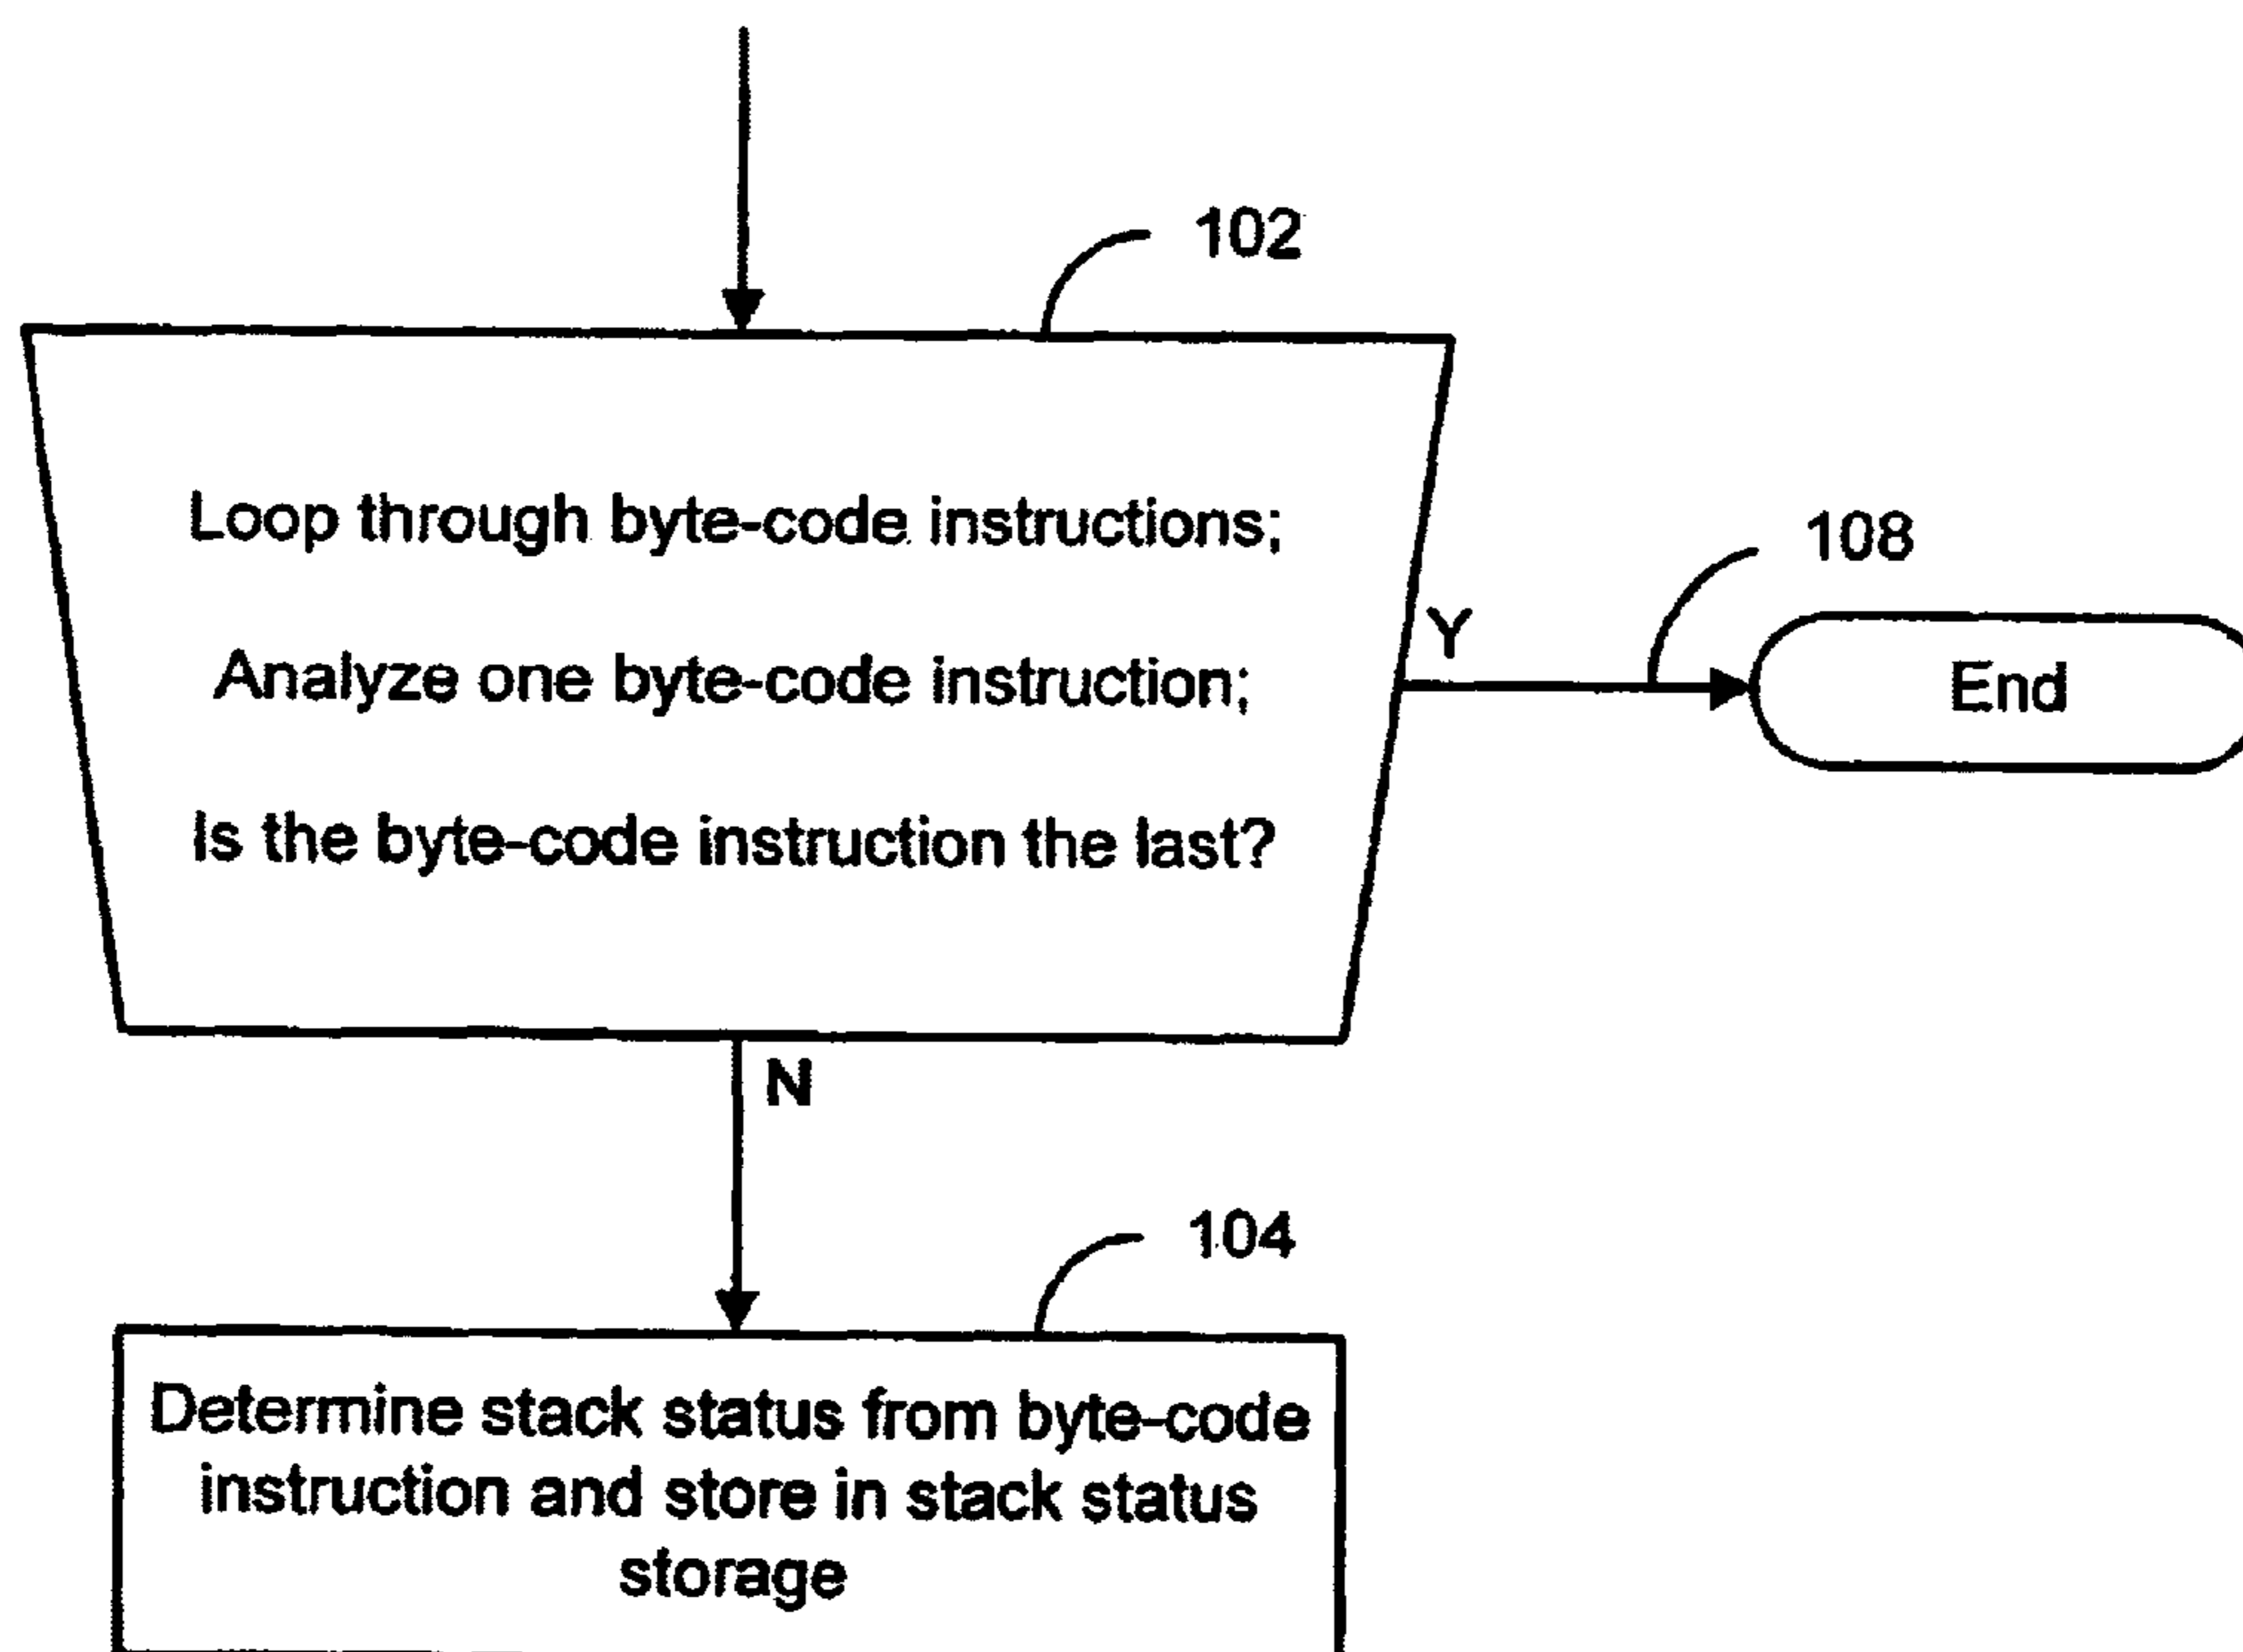 102
Loop through byte-code instructions;
108
Y
Analyze one byte-code instruction;
End
Is the byte-code instruction the last?
N
104
Determine stack status from byte-code
instruction and store in stack status
storage